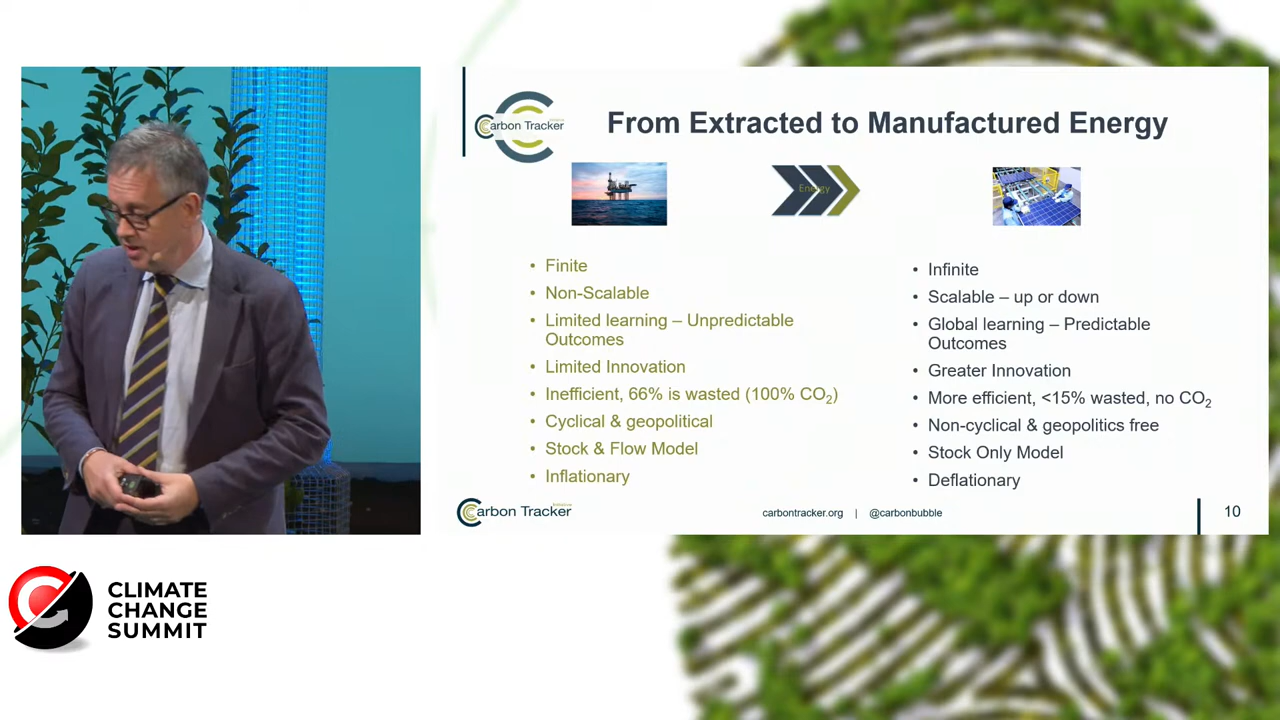 Carbon Tracker
Initiative
From Extracted to Manufactured Energy
Energy
• Finite
• Non-Scalable
• Limited learning – Unpredictable
Outcomes
• Limited Innovation
• Inefficient, 66% is wasted (100% CO₂)
• Cyclical & geopolitical
• Stock & Flow Model
• Inflationary
• Infinite
• Scalable – up or down
• Global learning – Predictable
Outcomes
• Greater Innovation
• More efficient, <15% wasted, no CO₂
• Non-cyclical & geopolitics free
• Stock Only Model
• Deflationary
Carbon Tracker
Initiative
carbontracker.org | @carbonbubble
10
CLIMATE
CHANGE
SUMMIT